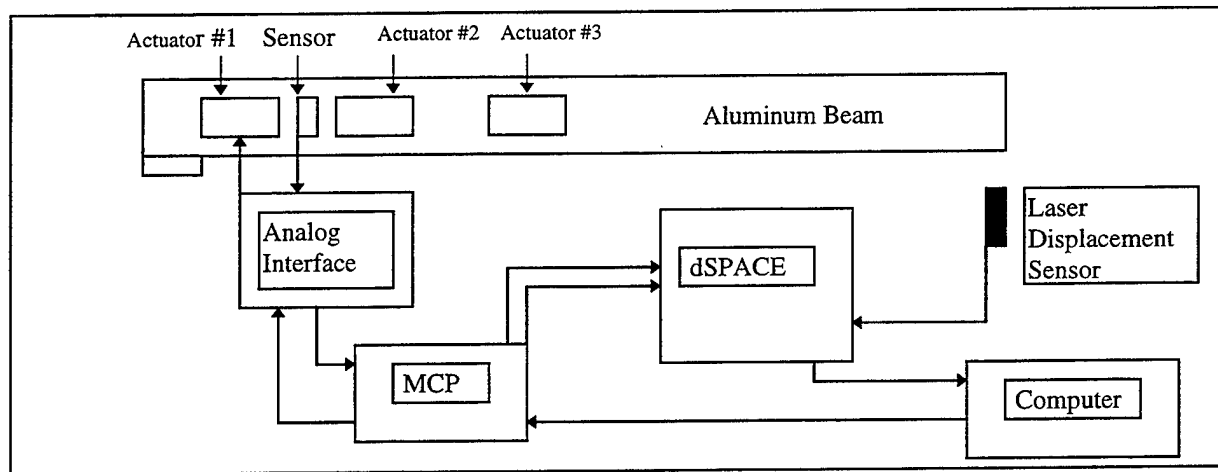 Actuator #1 Sensor Actuator #2 Actuator #3
Aluminum Beam
Analog
Interface
dSPACE
Laser
Displacement
Sensor
MCP
Computer